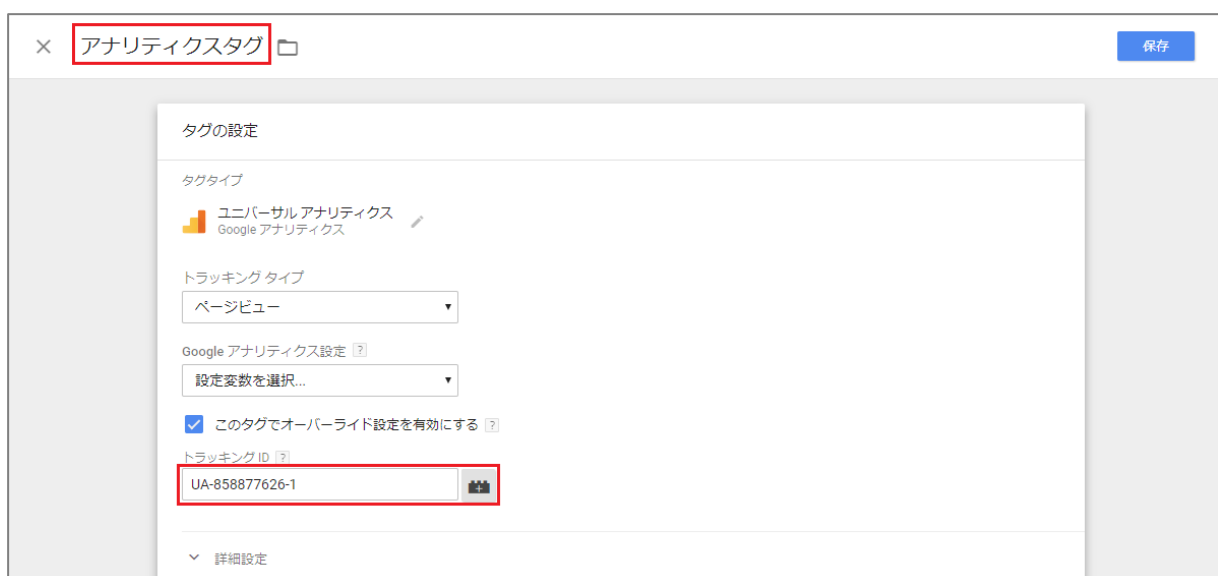 アナリティクスタグ
保存
タグの設定
タグタイプ
ユニバーサル アナリティクス
Google アナリティクス
トラッキング タイプ
ページビュー
Google アナリティクス設定 ?
設定変数を選択...
このタグでオーバーライド設定を有効にする ?
トラッキング ID ?
UA-858877626-1
詳細設定